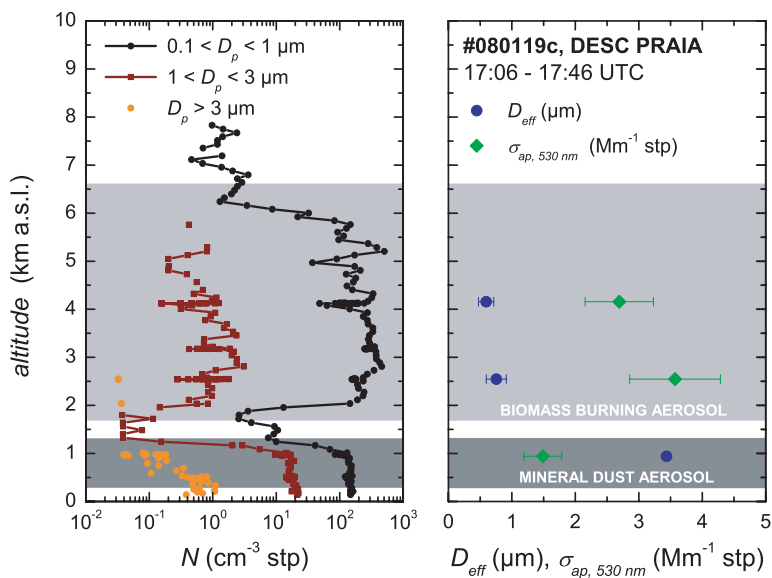 10
9
8
7
6
5
4
3
2
1
0
altitude (km a.s.l.)
0.1 < Dp < 1 µm
1 < Dp < 3 µm
Dp > 3 µm
10⁻² 10⁻¹ 10⁰ 10¹ 10² 10³
N (cm⁻³ stp)
#080119c, DESC PRAIA
17:06 - 17:46 UTC
Deff (µm)
σap, 530 nm (Mm⁻¹ stp)
BIOMASS BURNING AEROSOL
MINERAL DUST AEROSOL
0 1 2 3 4 5
Deff (µm), σap, 530 nm (Mm⁻¹ stp)